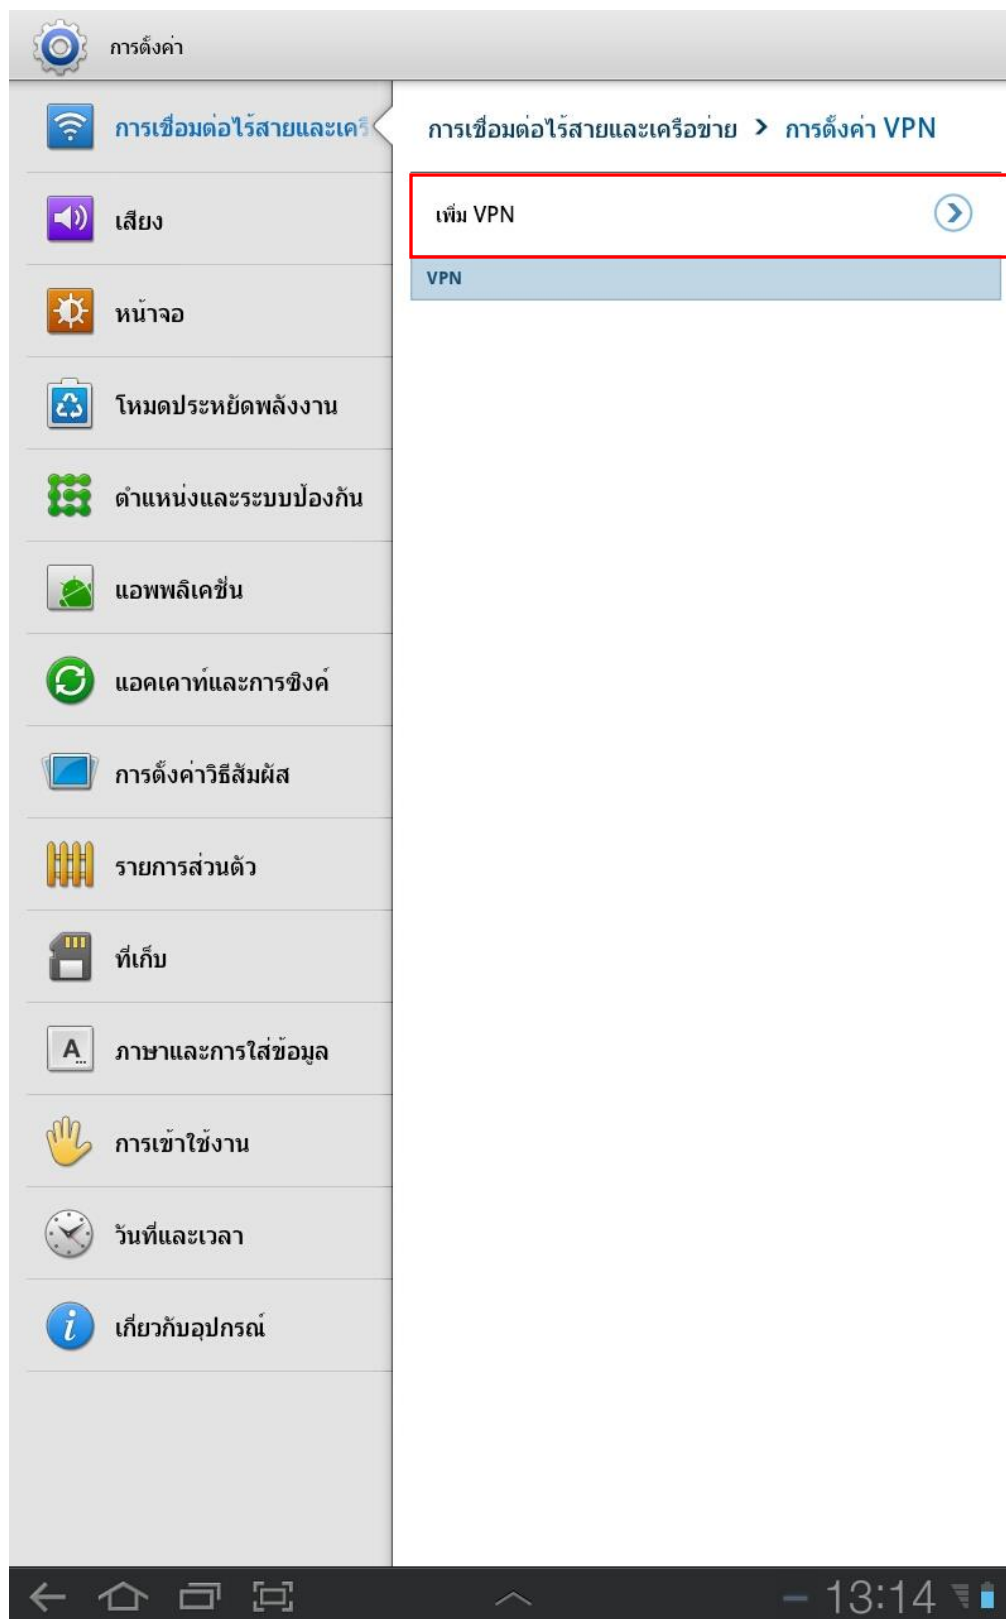 การตั้งค่า
การเชื่อมต่อไร้สายและเครื
การเชื่อมต่อไร้สายและเครือข่าย > การตั้งค่า VPN
เสียง
เพิ่ม VPN
VPN
หน้าจอ
โหมดประหยัดพลังงาน
ตำแหน่งและระบบป้องกัน
แอพพลิเคชั่น
แอคเคาท์และการซิงค์
การตั้งค่าวิธีสัมผัส
รายการส่วนตัว
ที่เก็บ
ภาษาและการใส่ข้อมูล
การเข้าใช้งาน
วันที่และเวลา
เกี่ยวกับอุปกรณ์
13:14